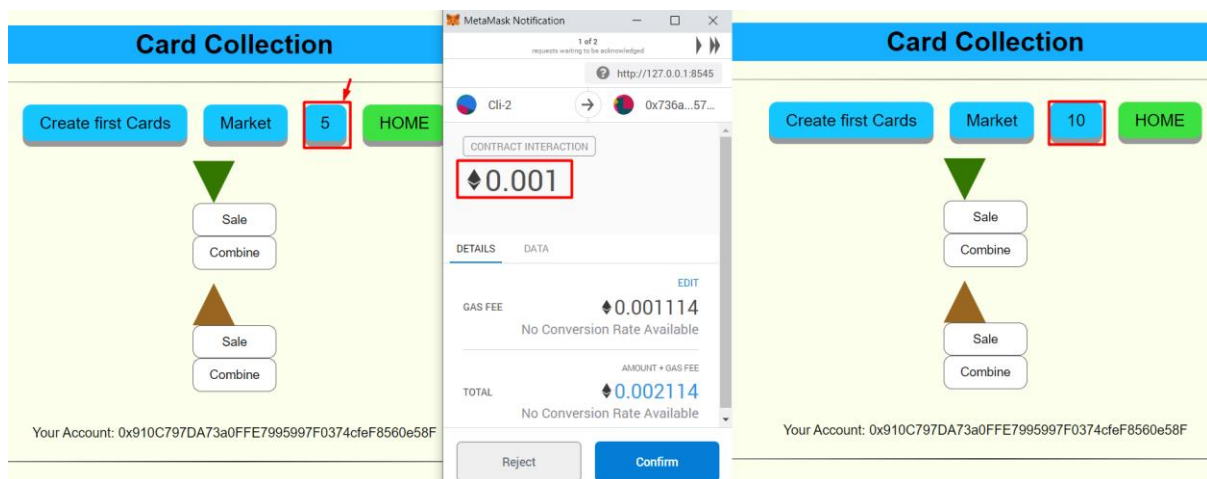 Card Collection
Create first Cards Market 5 HOME
Sale
Combine
Sale
Combine
Your Account: 0x910C797DA73a0FFE7995997F0374cfeF8560e58F
MetaMask Notification
1 of 2
requests waiting to be acknowledged
http://127.0.0.1:8545
Cli-2 0x736a...57...
CONTRACT INTERACTION
0.001
DETAILS DATA
EDIT
GAS FEE 0.001114
No Conversion Rate Available
AMOUNT + GAS FEE
TOTAL 0.002114
No Conversion Rate Available
Reject Confirm
Card Collection
Create first Cards Market 10 HOME
Sale
Combine
Sale
Combine
Your Account: 0x910C797DA73a0FFE7995997F0374cfeF8560e58F